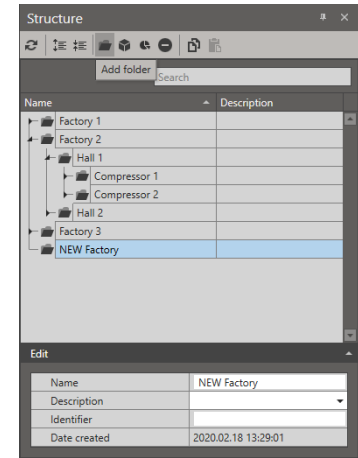 Structure
Add folder
Search
Name Description
Factory 1
Factory 2
Hall 1
Compressor 1
Compressor 2
Hall 2
Factory 3
NEW Factory
Edit
Name NEW Factory
Description
Identifier
Date created 2020.02.18 13:29:01